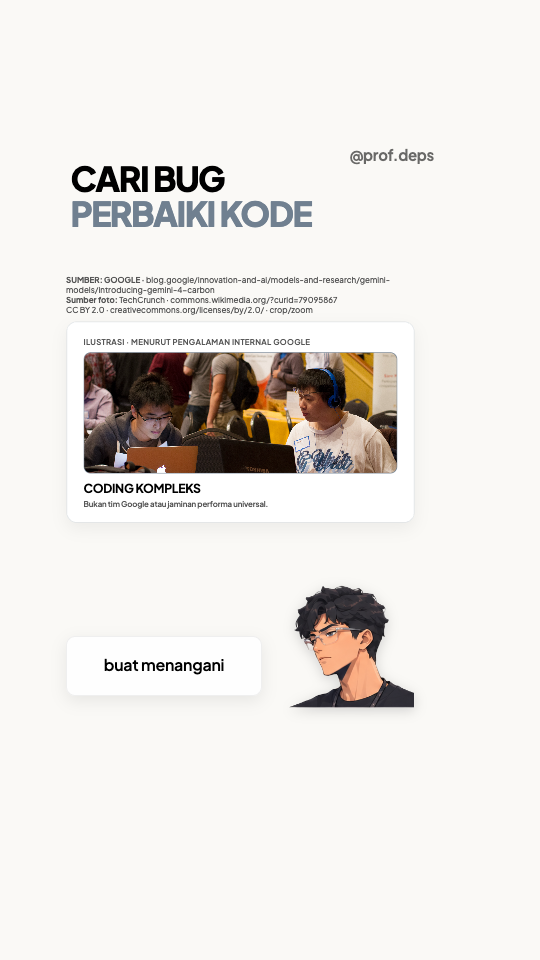 @prof.deps
CARI BUG
PERBAIKI KODE
SUMBER: GOOGLE · blog.google/innovation-and-ai/models-and-research/gemini-
models/introducing-gemini-4-carbon
Sumber foto: TechCrunch · commons.wikimedia.org/?curid=79095867
CC BY 2.0 · creativecommons.org/licenses/by/2.0/ · crop/zoom
ILUSTRASI · MENURUT PENGALAMAN INTERNAL GOOGLE
CODING KOMPLEKS
Bukan tim Google atau jaminan performa universal.
buat menangani